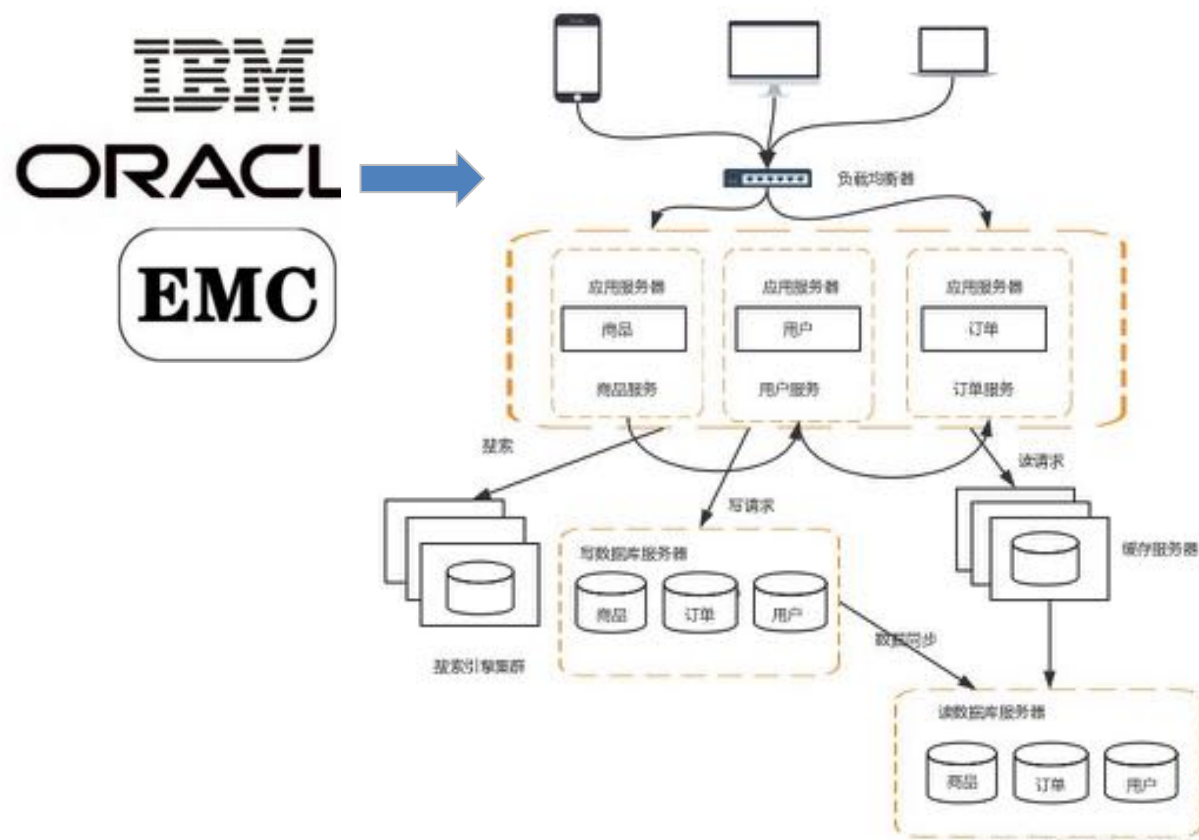 IBM
ORACL
EMC
负载均衡器
应用服务器
应用服务器
应用服务器
商品
用户
订单
商品服务
用户服务
订单服务
搜索
写请求
读请求
缓存服务器
写数据库服务器
商品
订单
用户
搜索引擎集群
数据同步
读数据库服务器
商品
订单
用户